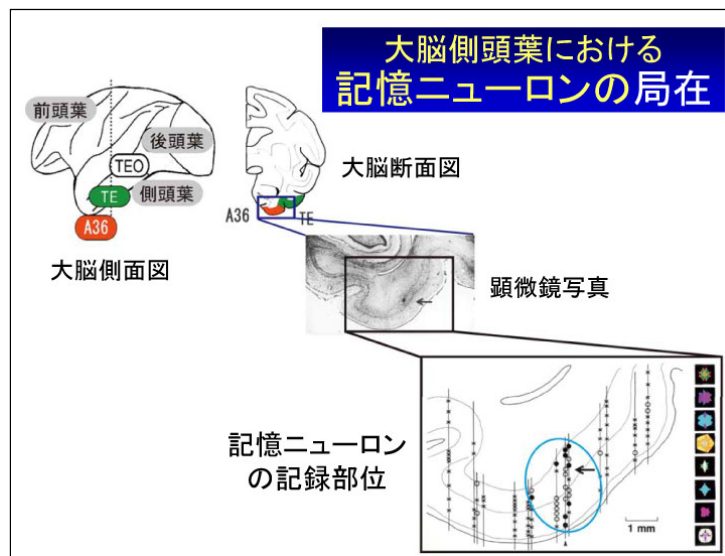 大脳側頭葉における
記憶ニューロンの局在
前頭葉
後頭葉
TEO
TE
側頭葉
A36
大脳側面図
大脳断面図
A36
TE
顕微鏡写真
記憶ニューロン
の記録部位
1 mm